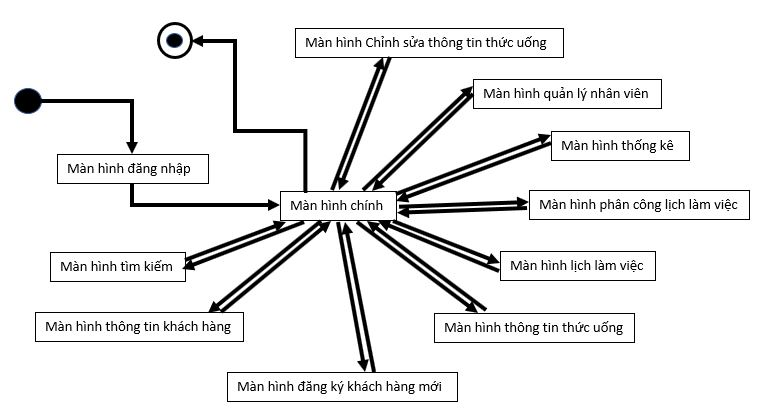 Màn hình Chỉnh sửa thông tin thức uống
Màn hình quản lý nhân viên
Màn hình thống kê
Màn hình đăng nhập
Màn hình chính
Màn hình phân công lịch làm việc
Màn hình tìm kiếm
Màn hình lịch làm việc
Màn hình thông tin khách hàng
Màn hình thông tin thức uống
Màn hình đăng ký khách hàng mới